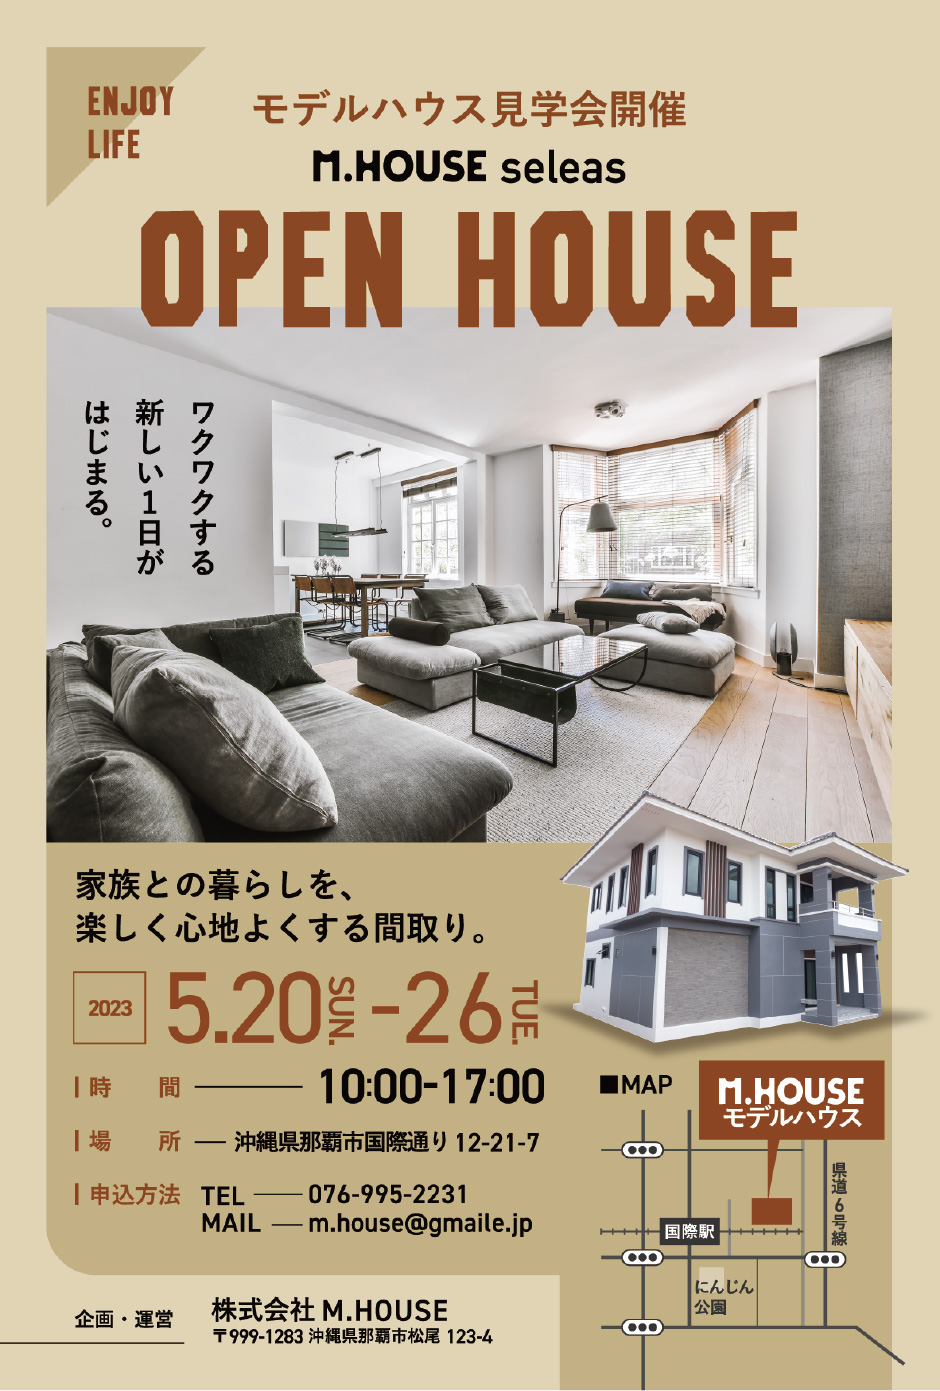 ENJOY
LIFE
モデルハウス見学会開催
M.HOUSE seleas
OPEN HOUSE
ワクワクする
新しい1日が
はじまる。
家族との暮らしを、
楽しく心地よくする間取り。
2023 5.20 SUN. -26 TUE.
時 間 10:00-17:00
場 所 沖縄県那覇市国際通り 12-21-7
申込方法 TEL 076-995-2231
MAIL m.house@gmaile.jp
企画・運営 株式会社 M.HOUSE
〒999-1283 沖縄県那覇市松尾 123-4
■MAP
M.HOUSE
モデルハウス
県道6号線
国際駅
にんじん
公園